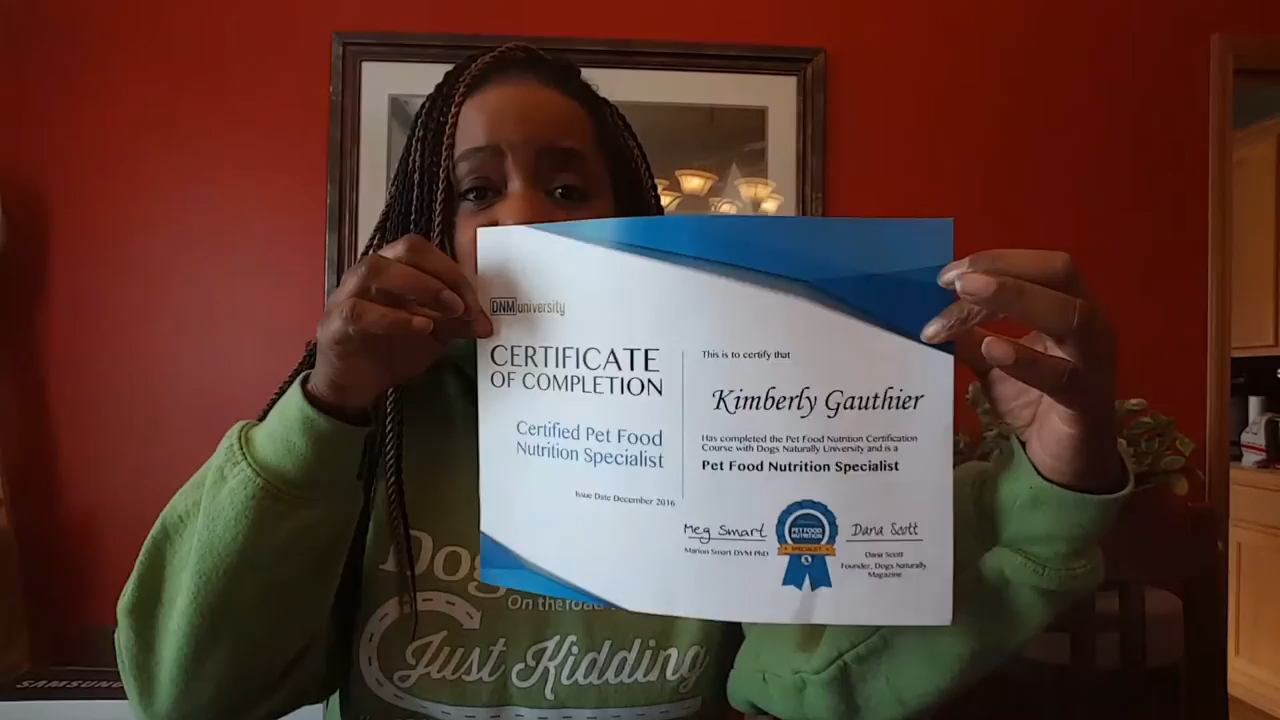 DNM university
CERTIFICATE
OF COMPLETION
Certified Pet Food
Nutrition Specialist
Issue Date December 2016
This is to certify that
Kimberly Gauthier
Has completed the Pet Food Nutrition Certification
Course with Dogs Naturally University and is a
Pet Food Nutrition Specialist
Meg Smart
Marion Smart DVM PhD
PET FOOD
NUTRITION
SPECIALIST
Dana Scott
Dana Scott
Founder, Dogs Naturally
Magazine
Dog
On the road
Just Kidding
SAMSUNG